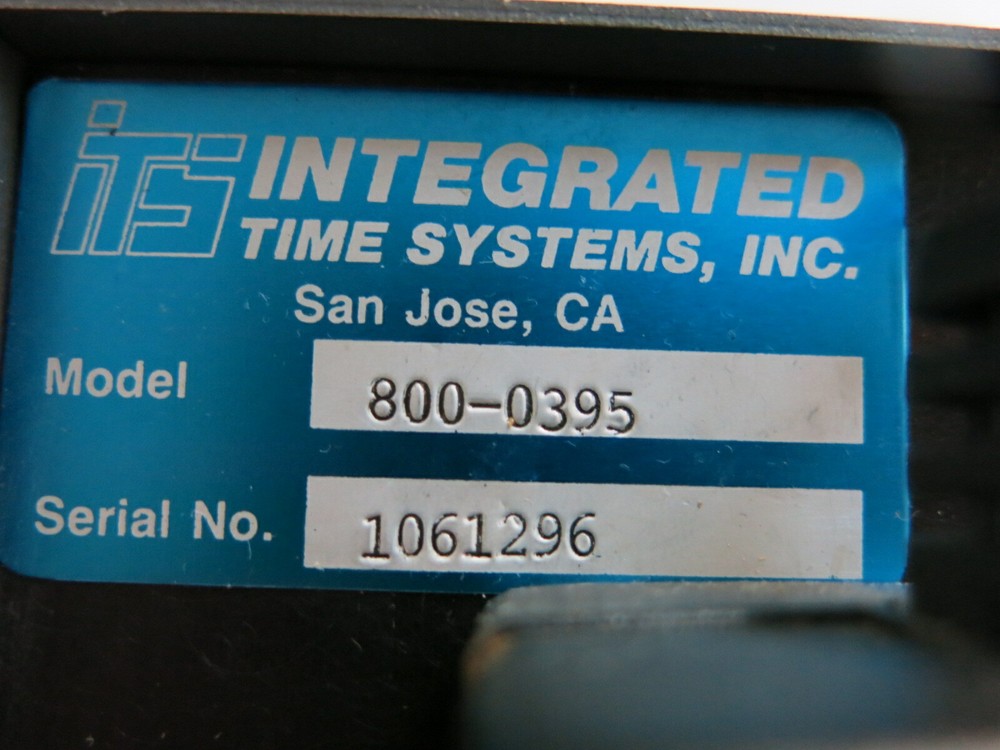 iTS INTEGRATED
TIME SYSTEMS, INC.
San Jose, CA
Model 800-0395
Serial No. 1061296